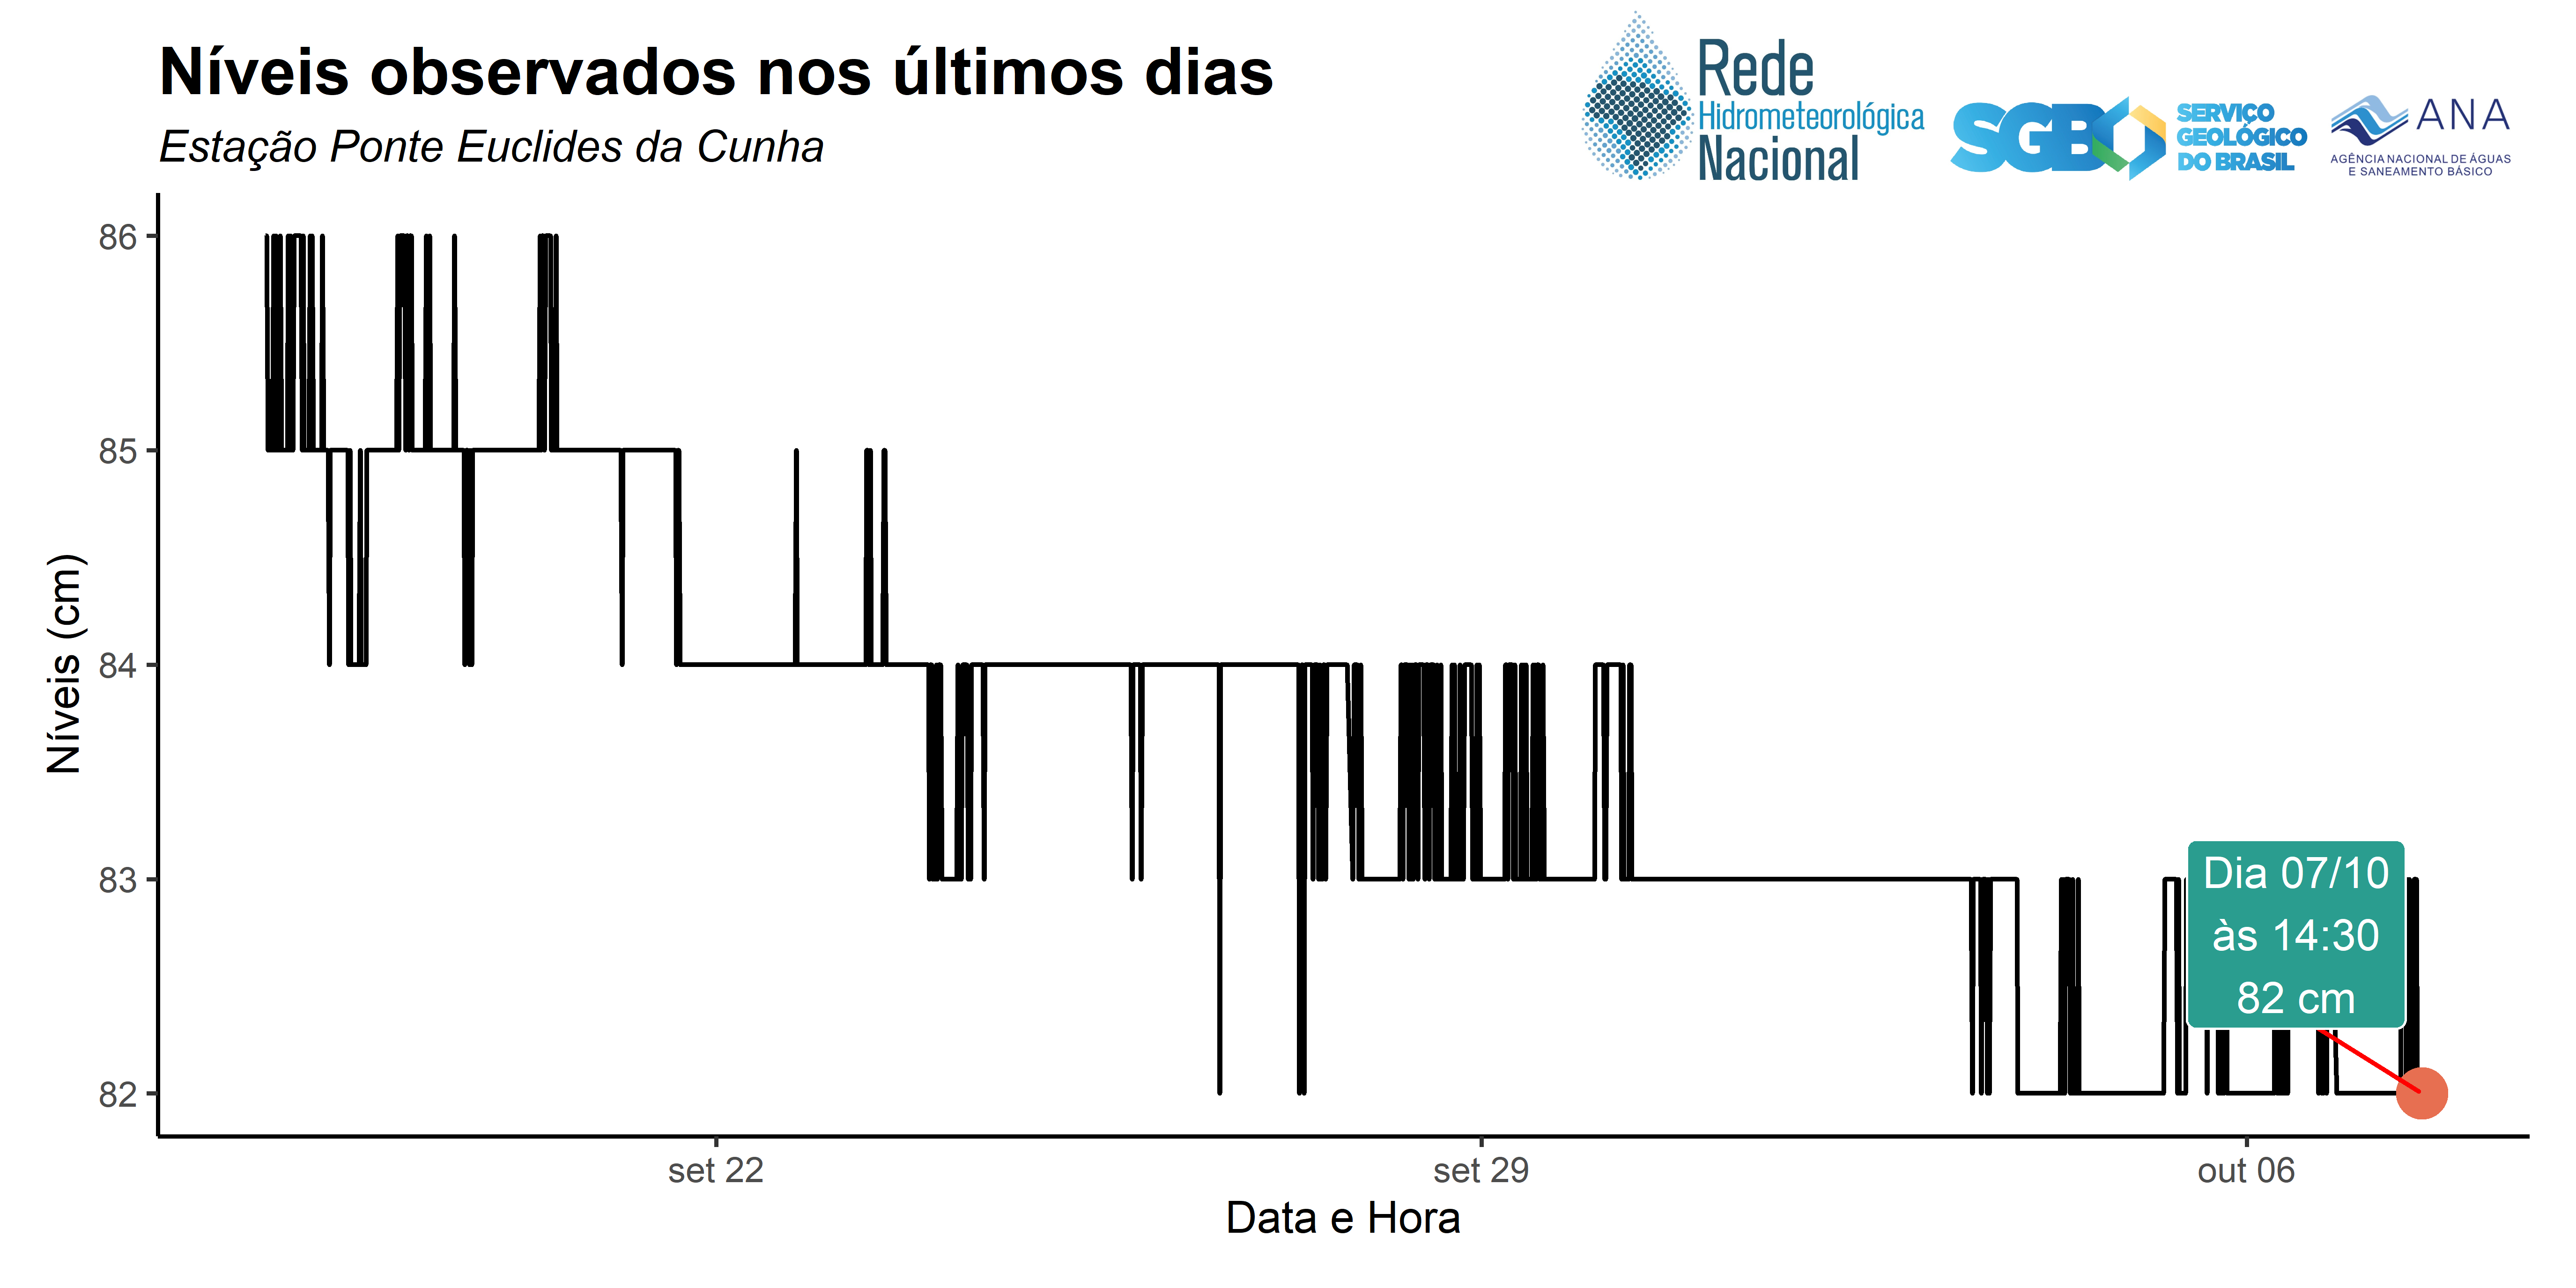 Níveis observados nos últimos dias
Estação Ponte Euclides da Cunha
Rede
Hidrometeorológica
Nacional
SGB
SERVIÇO
GEOLÓGICO
DO BRASIL
ANA
AGÊNCIA NACIONAL DE ÁGUAS
E SANEAMENTO BÁSICO
Níveis (cm)
86
85
84
83
82
Dia 07/10
às 14:30
82 cm
set 22
set 29
out 06
Data e Hora